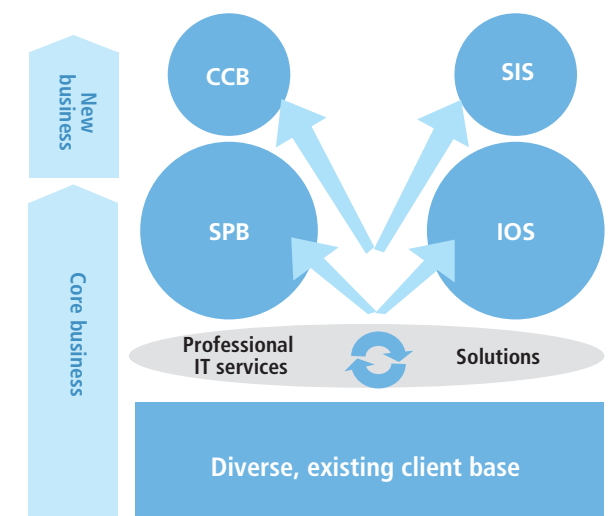 New
business
CCB
SIS
SPB
IOS
Core business
Professional
IT services
Solutions
Diverse, existing client base